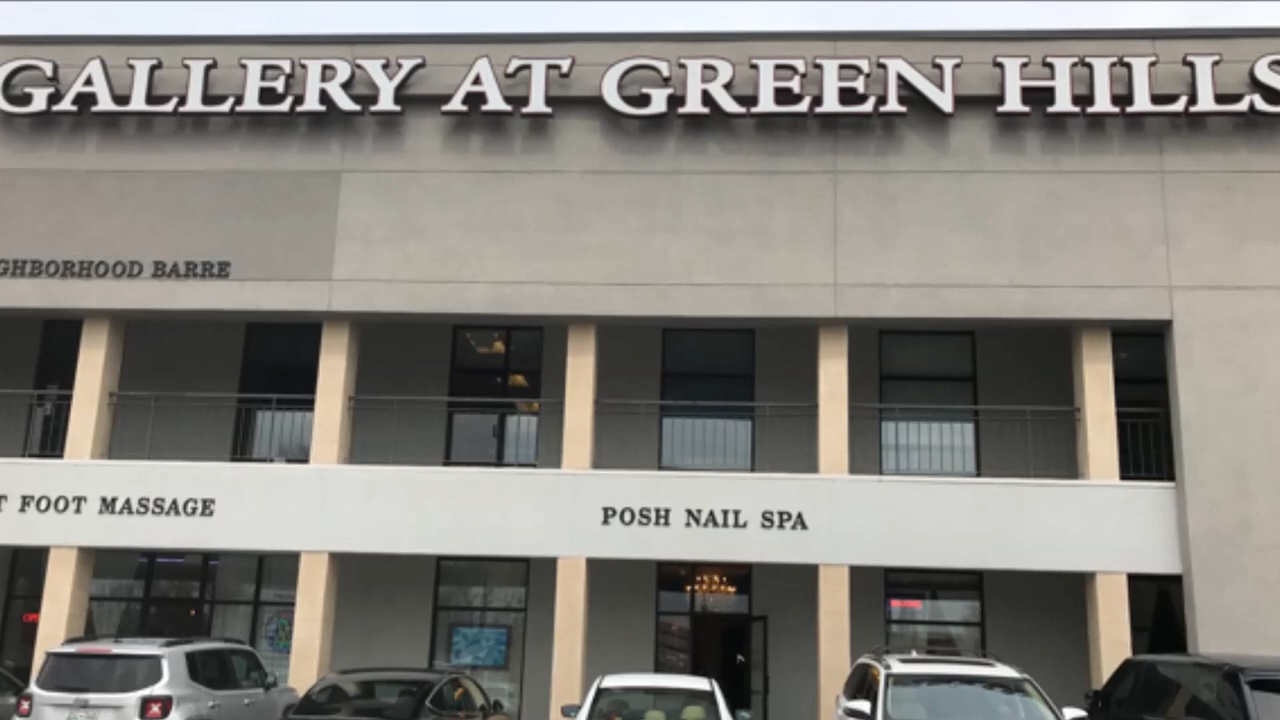 GALLERY AT GREEN HILLS
GHBORHOOD BARRE
T FOOT MASSAGE
POSH NAIL SPA